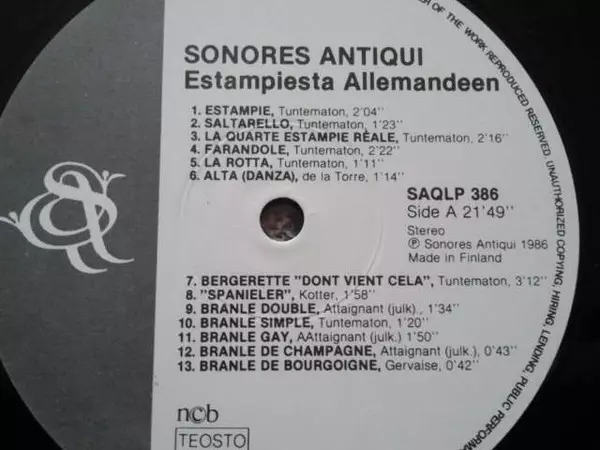 SONORES ANTIQUI
Estampiesta Allemandeen
1. ESTAMPIE, Tuntematon, 2'04''
2. SALTARELLO, Tuntematon, 1'23''
3. LA QUARTE ESTAMPIE RÈALE, Tuntematon, 2'16''
4. FARANDOLE, Tuntematon, 2'22''
5. LA ROTTA, Tuntematon, 1'11''
6. ALTA (DANZA), de la Torre, 1'14''
SAQLP 386
Side A 21'49''
Stereo
℗ Sonores Antiqui 1986
Made in Finland
7. BERGERETTE "DONT VIENT CELA", Tuntematon, 3'12''
8. "SPANIELER", Kotter, 1'58''
9. BRANLE DOUBLE, Attaignant (julk)., 1'34''
10. BRANLE SIMPLE, Tuntematon, 1'20''
11. BRANLE GAY, AAttaignant (julk.) 1'50''
12. BRANLE DE CHAMPAGNE, Attaignant (julk.), 0'43''
13. BRANLE DE BOURGOIGNE, Gervaise, 0'42''
ncb
TEOSTO
OF THE WORK REPRODUCED RESERVED. UNAUTHORIZED COPYING, HIRING, LENDING, PUBLIC PERFORMA